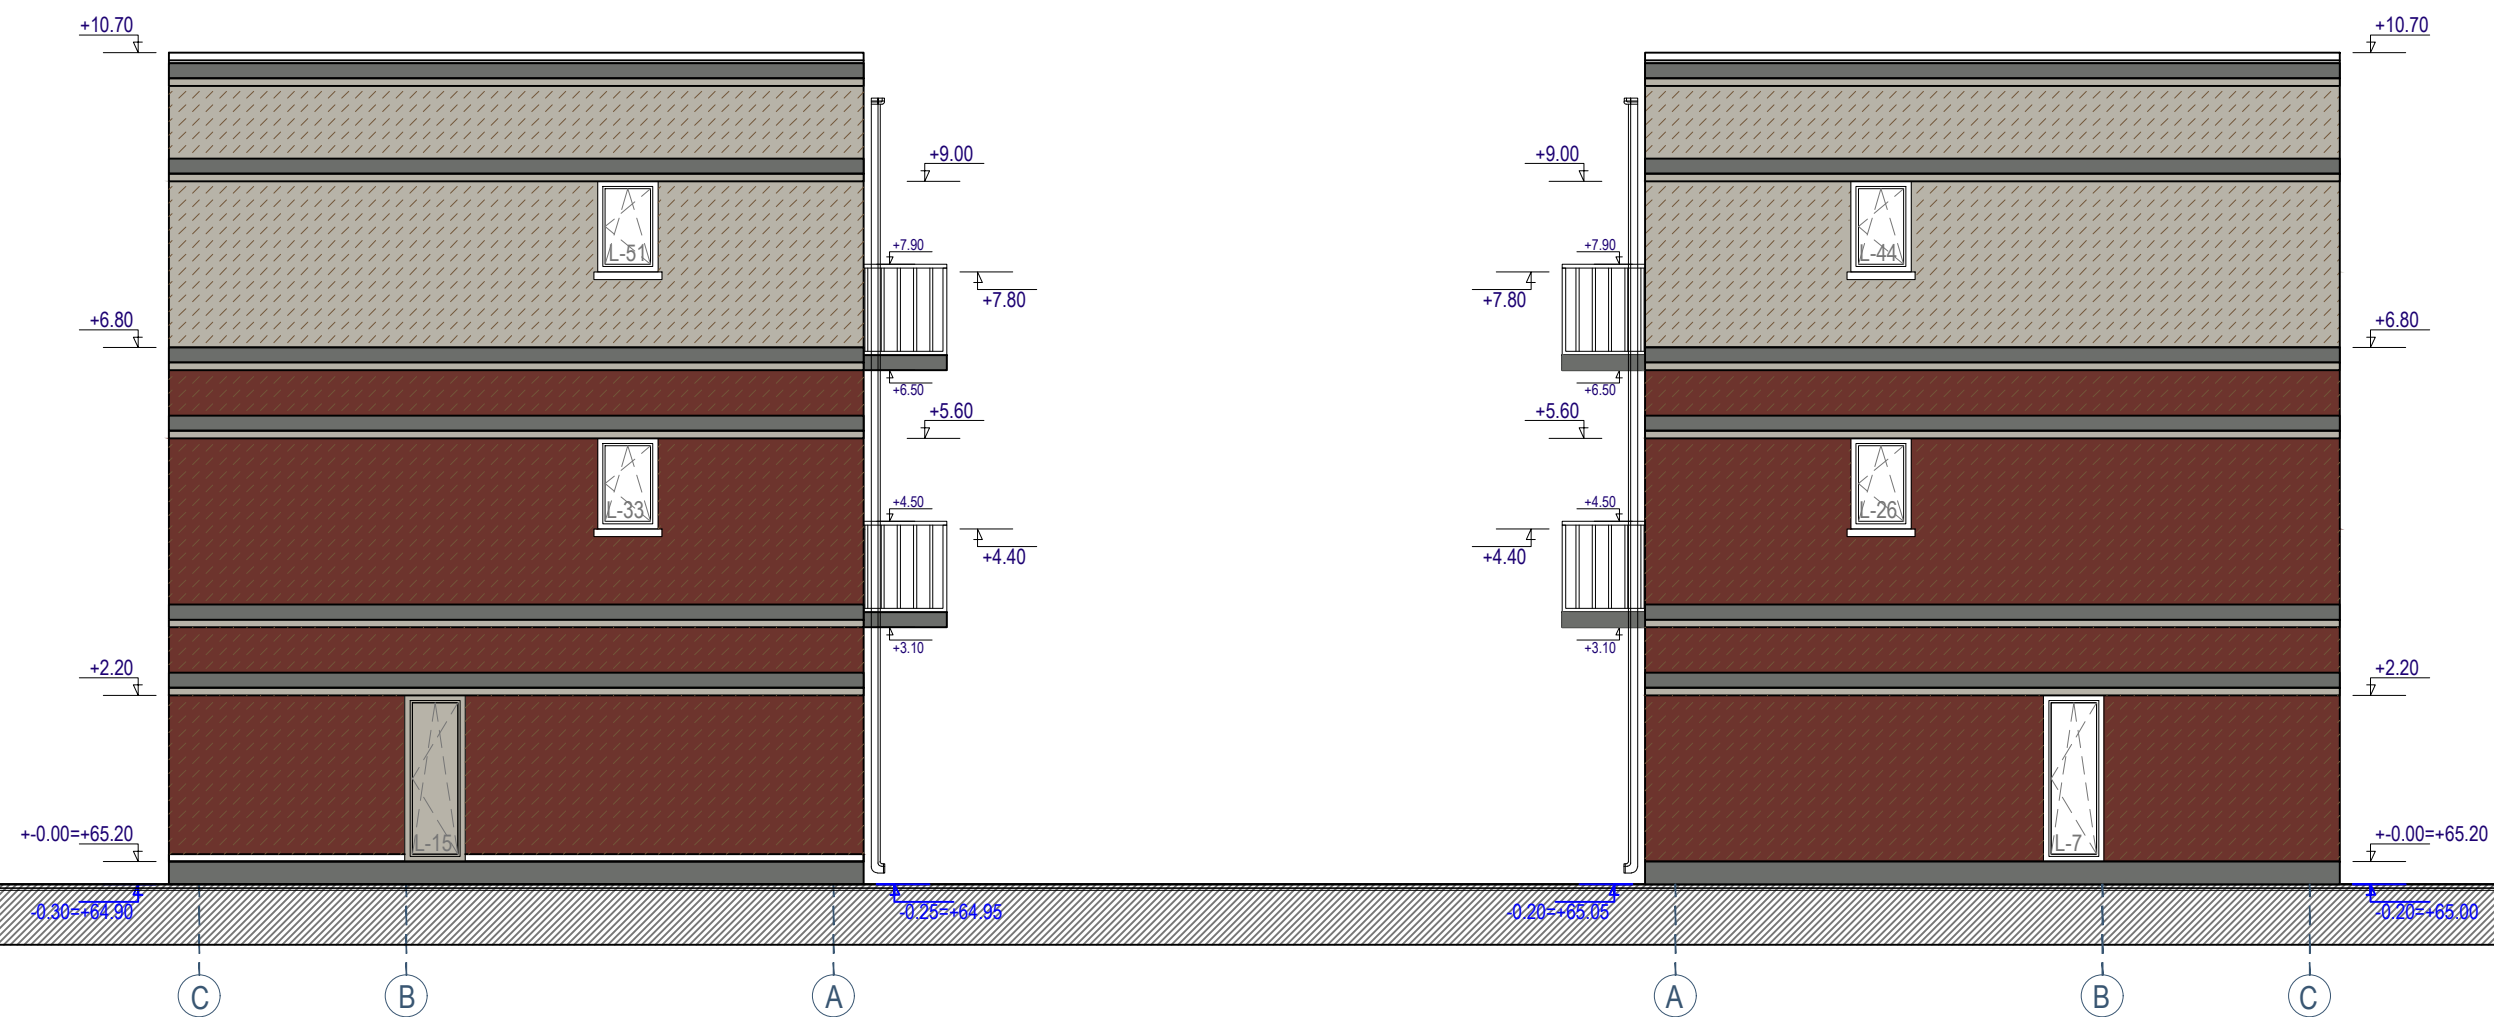 +10.70
+10.70
+9.00
+9.00
L-51
L-44
+7.90
+7.90
+7.80
+7.80
+6.80
+6.80
+6.50
+6.50
+5.60
+5.60
L-33
L-26
+4.50
+4.50
+4.40
+4.40
+3.10
+3.10
+2.20
+2.20
+-0.00=+65.20
L-15
L-7
+-0.00=+65.20
-0.30=+64.90
-0.25=+64.95
-0.20=+65.05
-0.20=+65.00
C
B
A
A
B
C